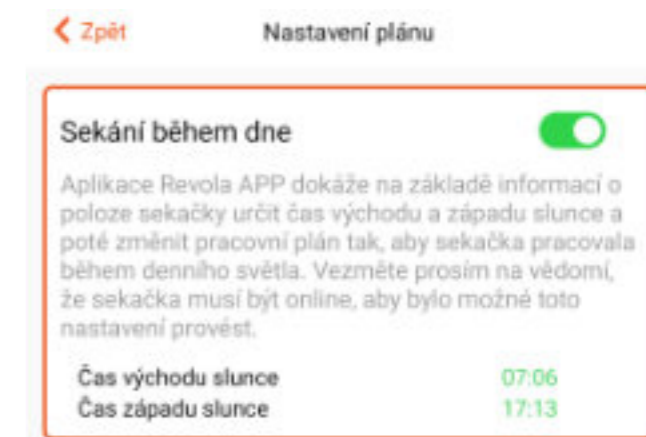 Zpět Nastavení plánu
Sekání během dne
Aplikace Revola APP dokáže na základě informací o
poloze sekačky určit čas východu a západu slunce a
poté změnit pracovní plán tak, aby sekačka pracovala
během denního světla. Vezměte prosím na vědomí,
že sekačka musí být online, aby bylo možné toto
nastavení provést.
Čas východu slunce 07:06
Čas západu slunce 17:13